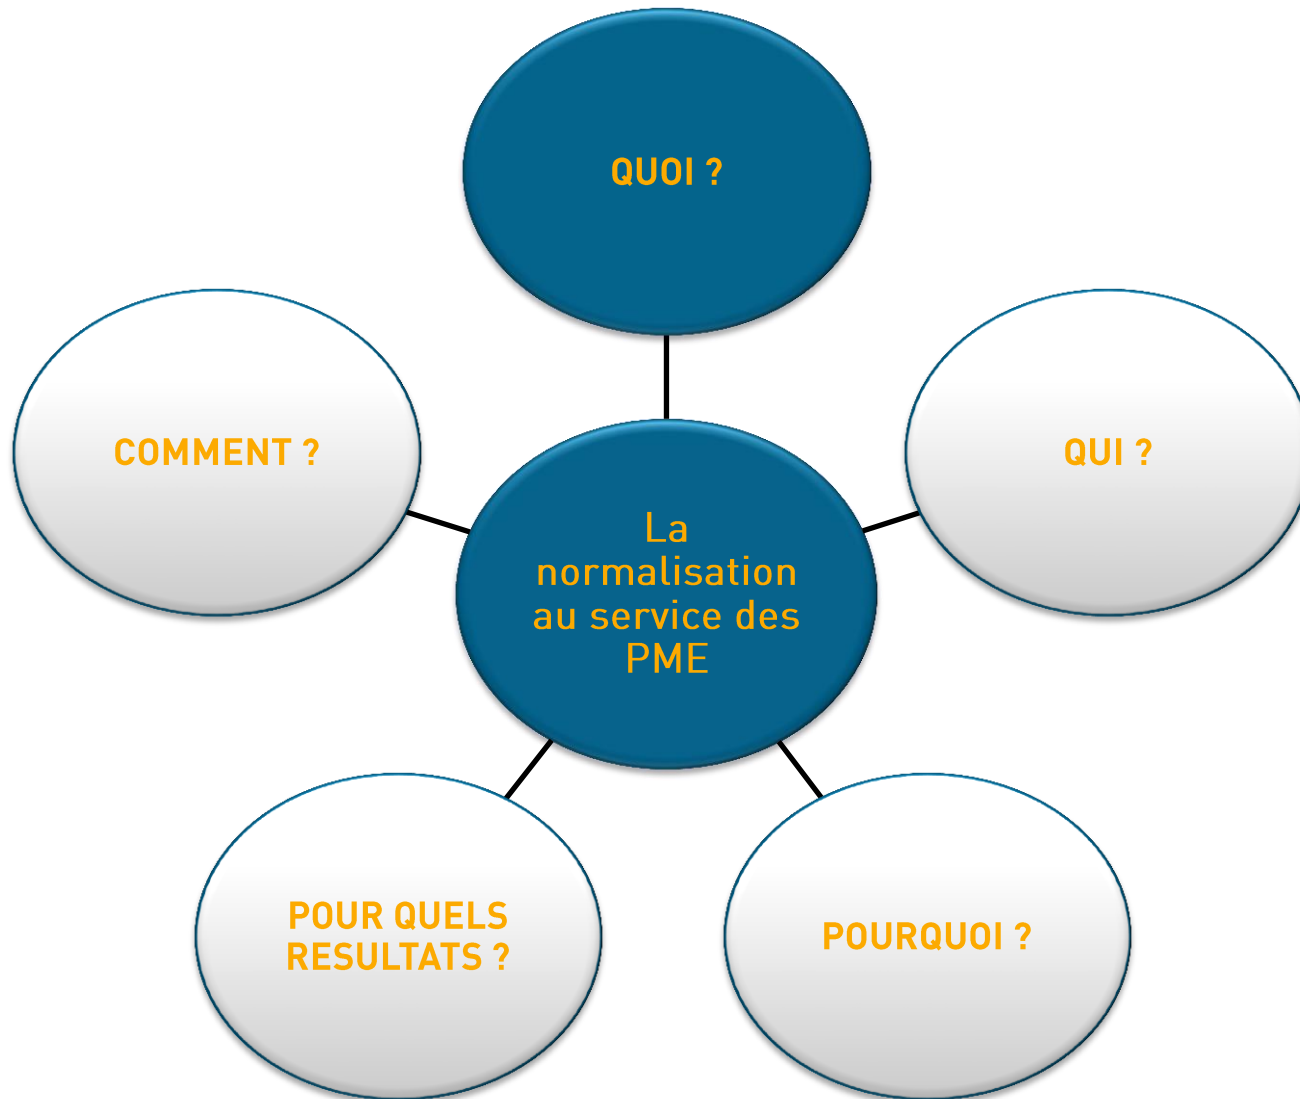 QUOI ?
COMMENT ?
QUI ?
La
normalisation
au service des
PME
POUR QUELS
RESULTATS ?
POURQUOI ?